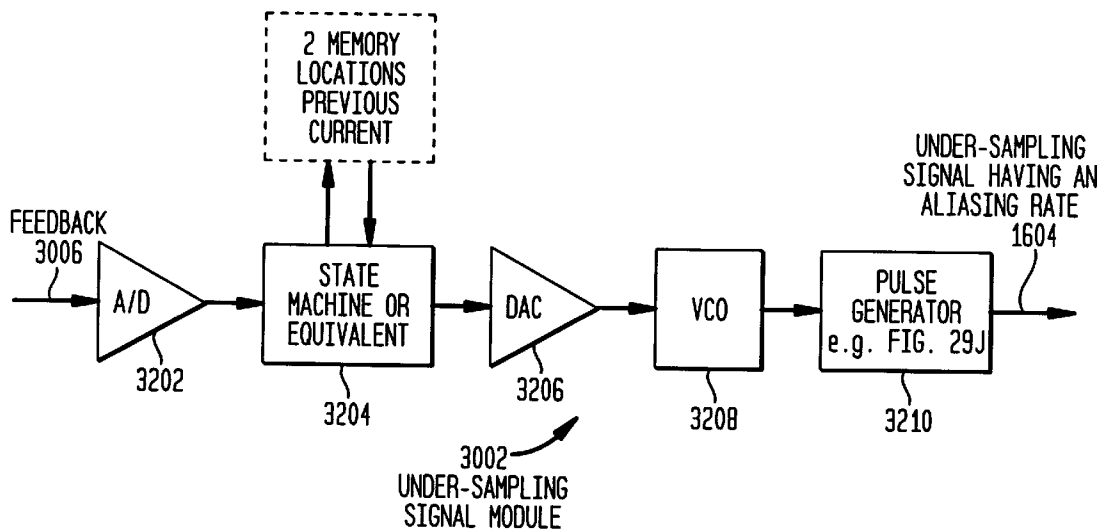 2 MEMORY
LOCATIONS
PREVIOUS
CURRENT
UNDER-SAMPLING
SIGNAL HAVING AN
ALIASING RATE
1604
FEEDBACK
3006
A/D
STATE
MACHINE OR
EQUIVALENT
DAC
VCO
PULSE
GENERATOR
e.g. FIG. 29J
3202
3204
3206
3208
3210
3002
UNDER-SAMPLING
SIGNAL MODULE